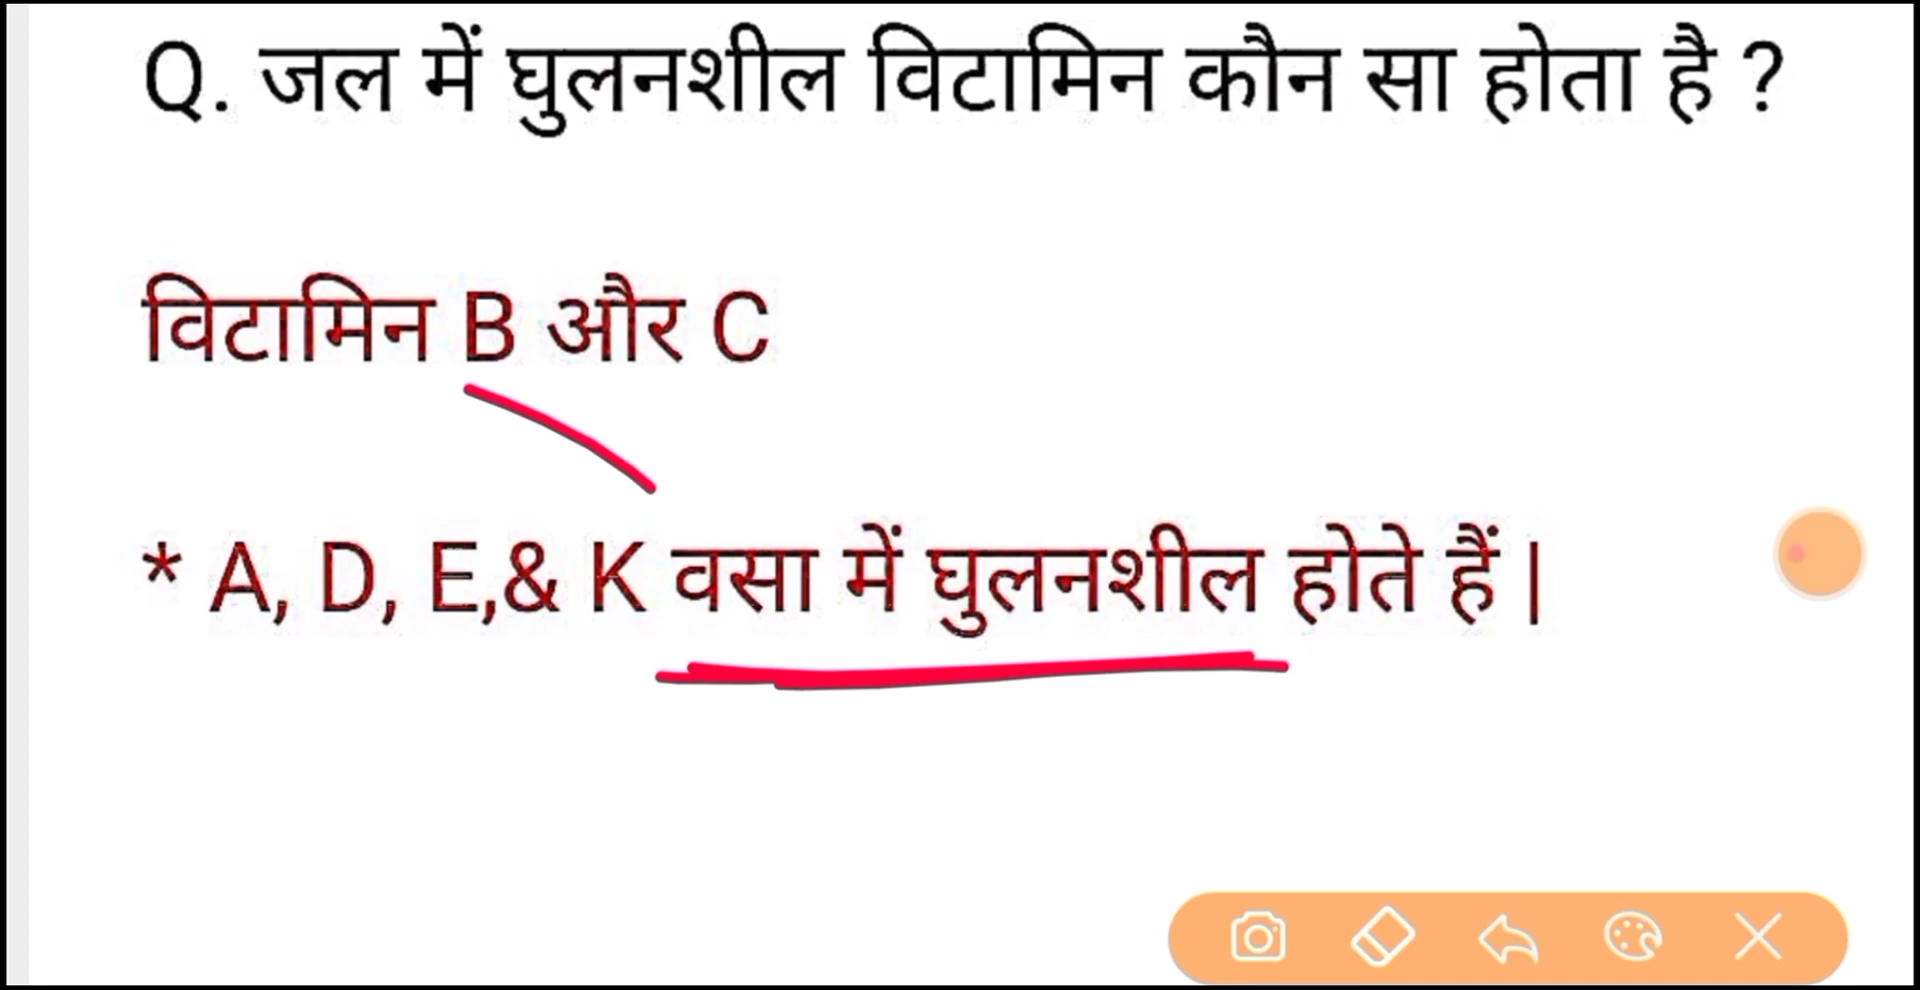 Q. जल में घुलनशील विटामिन कौन सा होता है ?
विटामिन B और C
* A, D, E,& K वसा में घुलनशील होते हैं |